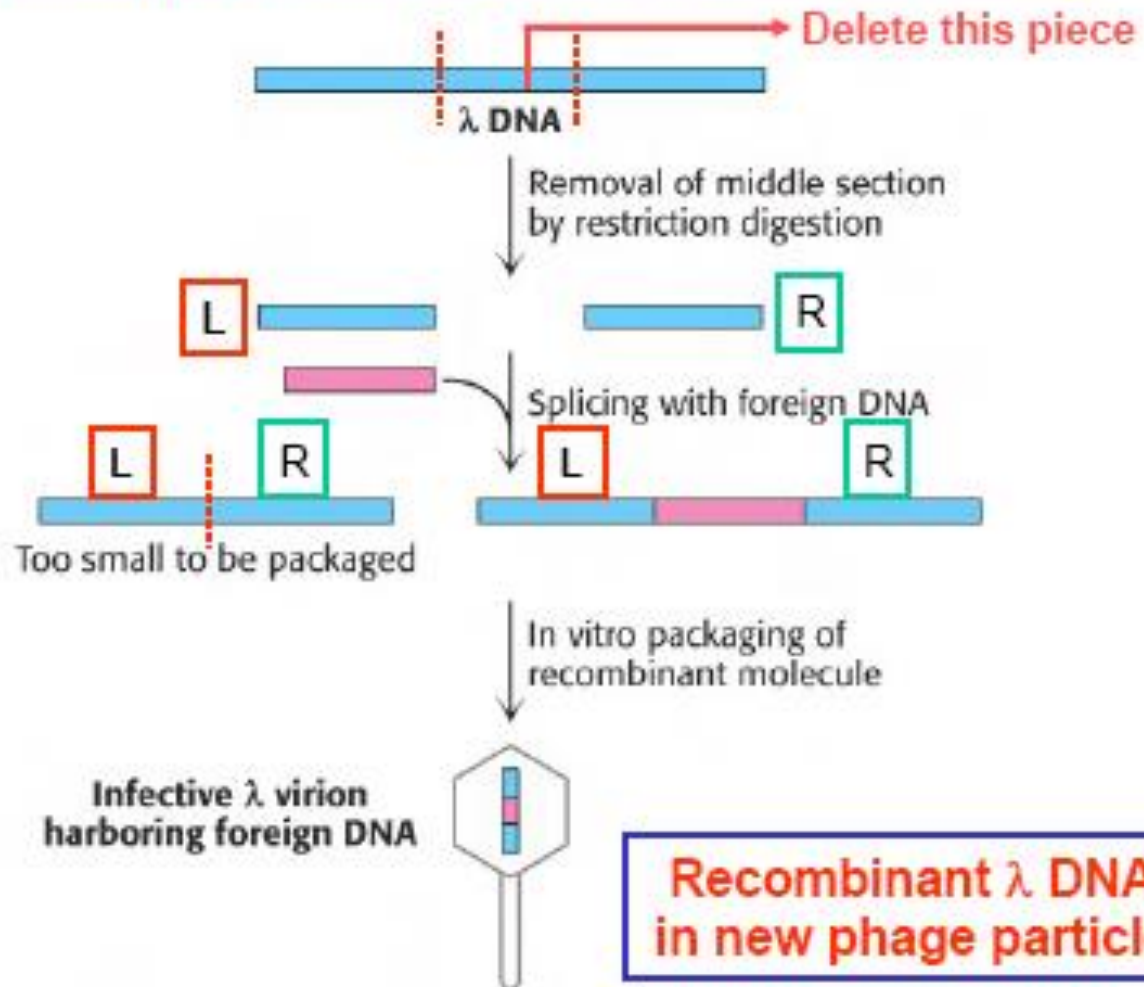 Delete this piece
λ DNA
Removal of middle section
by restriction digestion
L
R
Splicing with foreign DNA
L
R
L
R
Too small to be packaged
In vitro packaging of
recombinant molecule
Infective λ virion
harboring foreign DNA
Recombinant λ DNA
in new phage particle